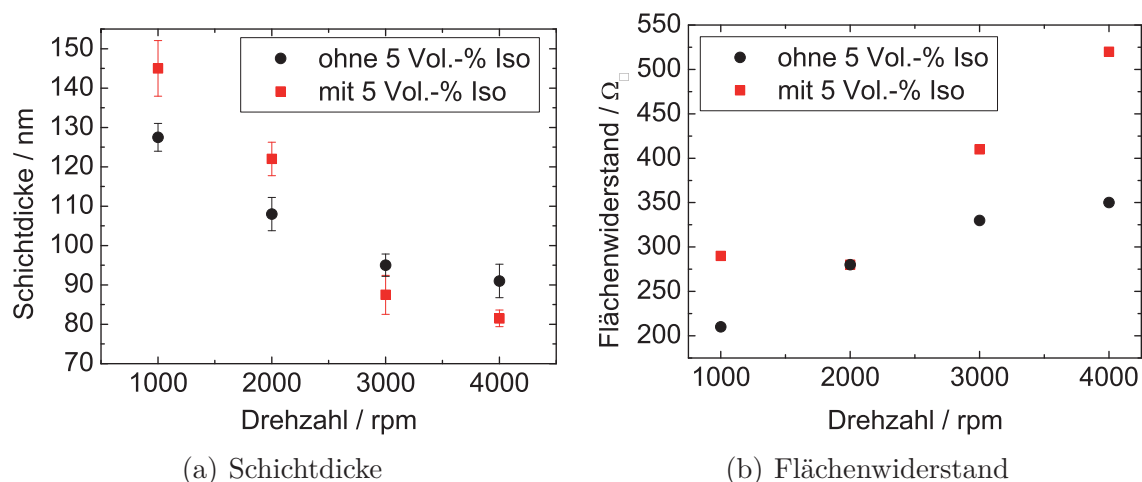 150
140
130
120
110
100
90
80
70
Schichtdicke / nm
ohne 5 Vol.-% Iso
mit 5 Vol.-% Iso
1000 2000 3000 4000
Drehzahl / rpm
(a) Schichtdicke
550
500
450
400
350
300
250
200
Flächenwiderstand / Ω□
ohne 5 Vol.-% Iso
mit 5 Vol.-% Iso
1000 2000 3000 4000
Drehzahl / rpm
(b) Flächenwiderstand